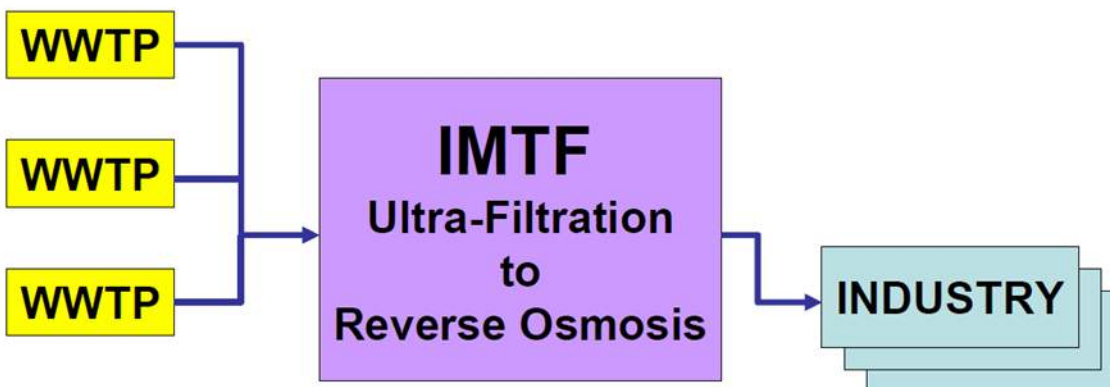 WWTP
WWTP
WWTP
IMTF
Ultra-Filtration
to
Reverse Osmosis
INDUSTRY